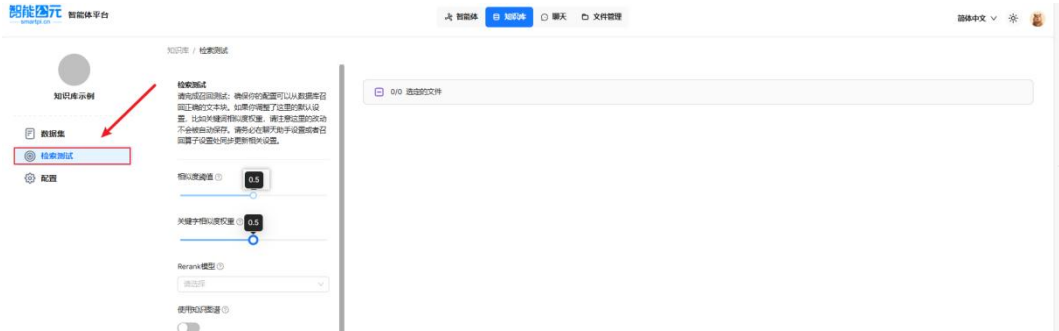 智能公元
smartpi.cn
智能体平台
智能体
知识库
聊天
文件管理
简体中文
知识库 / 检索测试
知识库示例
数据集
检索测试
配置
检索测试
请完成召回测试：确保你的配置可以从数据库召
回正确的文本块。如果你调整了这里的默认设
置，比如关键词相似度权重，请注意这里的改动
不会被自动保存。请务必在聊天助手设置或者召
回算子设置处同步更新相关设置。
相似度阈值
0.5
关键字相似度权重
0.5
Rerank模型
请选择
使用知识图谱
0/0 选定的文件